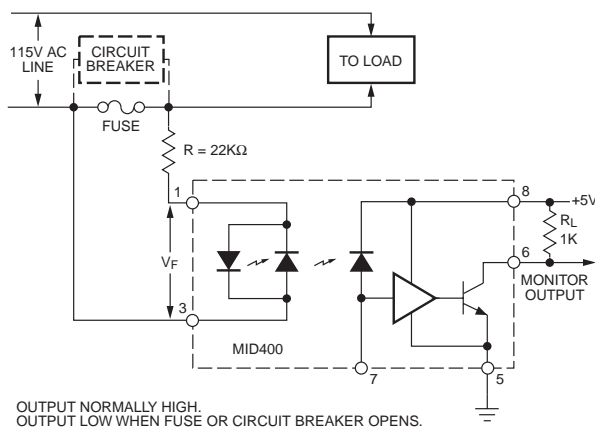 115V AC
LINE
CIRCUIT
BREAKER
TO LOAD
FUSE
R = 22KΩ
1
8
+5V
RL
1K
6
VF
MONITOR
OUTPUT
3
MID400
7
5
OUTPUT NORMALLY HIGH.
OUTPUT LOW WHEN FUSE OR CIRCUIT BREAKER OPENS.